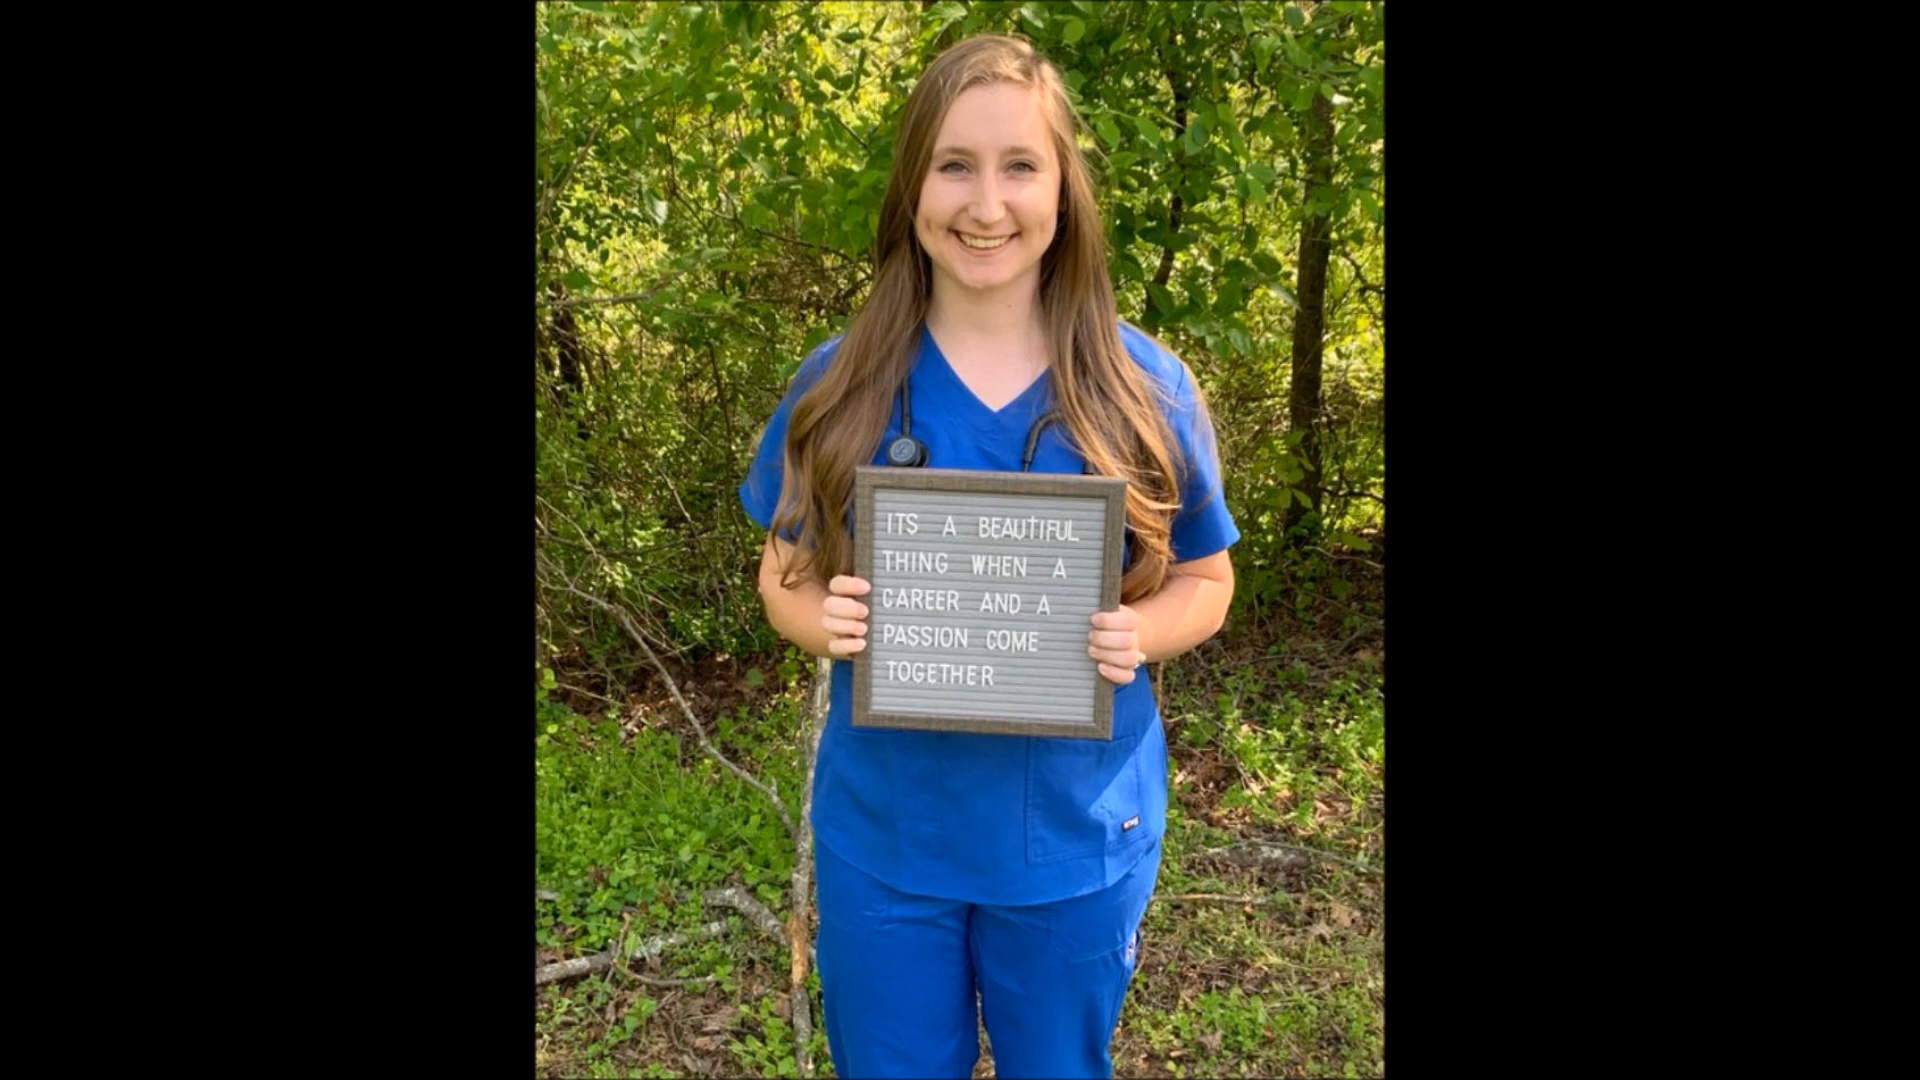 ITS A BEAUTIFUL
THING WHEN A
CAREER AND A
PASSION COME
TOGETHER